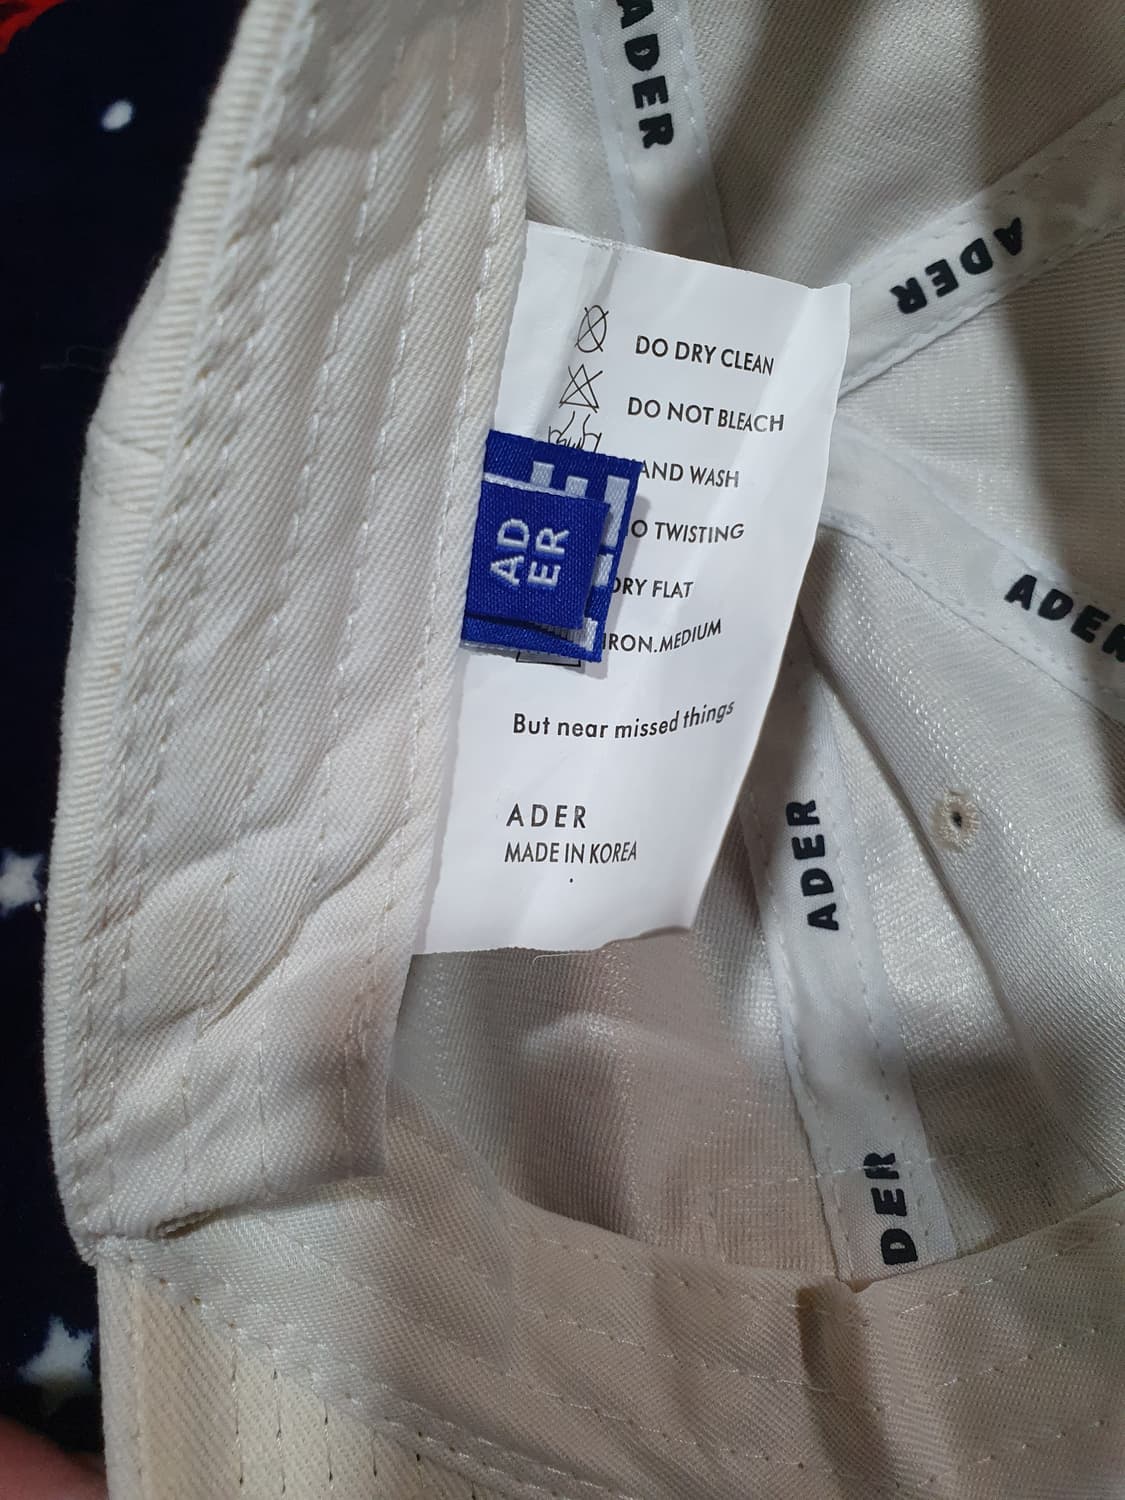 ADER
ADER
DO DRY CLEAN
DO NOT BLEACH
AND WASH
O TWISTING
DRY FLAT
IRON.MEDIUM
AD
ER
But near missed things
ADER
MADE IN KOREA
ADER
ADER
DER